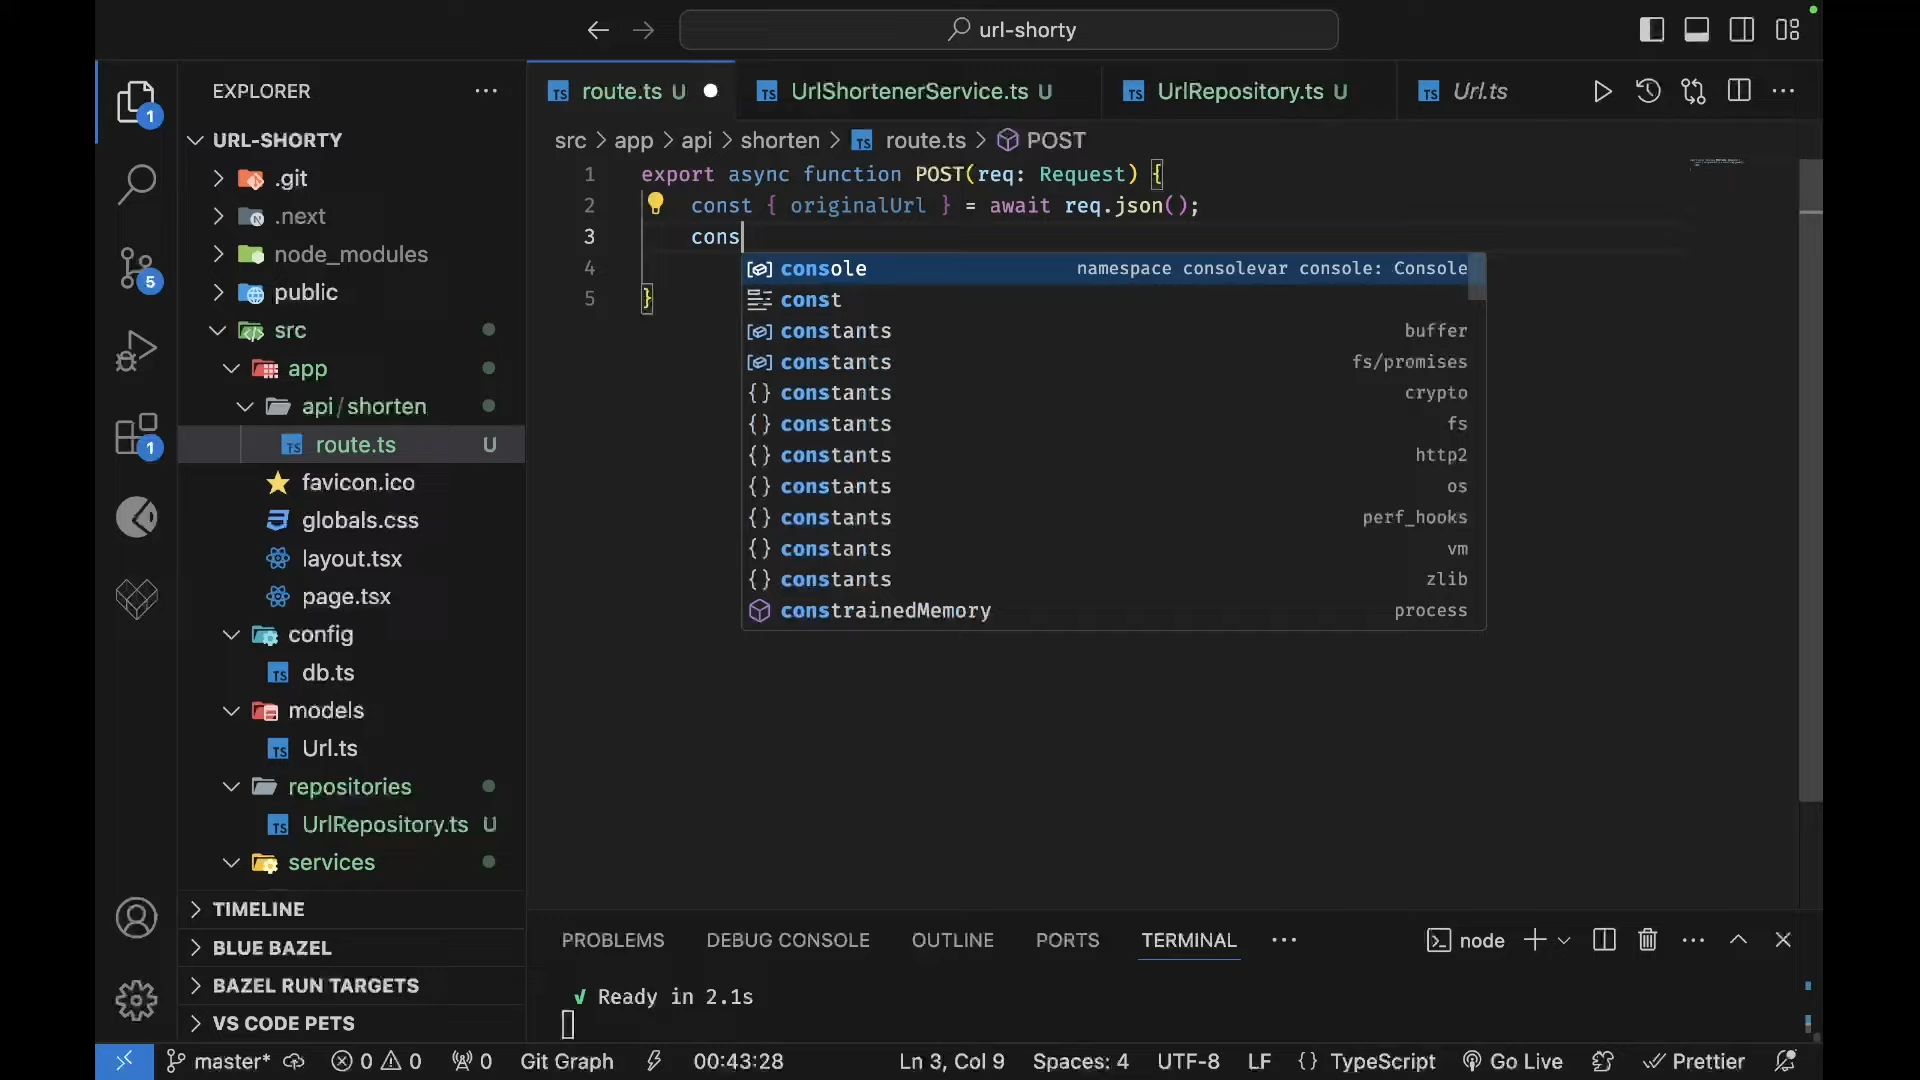 url-shorty
1
5
1
EXPLORER
URL-SHORTY
.git
.next
node_modules
public
src
app
api / shorten
route.ts U
favicon.ico
globals.css
layout.tsx
page.tsx
config
db.ts
models
Url.ts
repositories
UrlRepository.ts U
services
TIMELINE
BLUE BAZEL
BAZEL RUN TARGETS
VS CODE PETS
route.ts U UrlShortenerService.ts U UrlRepository.ts U Url.ts
src > app > api > shorten > route.ts > POST
1 export async function POST(req: Request) {
2 const { originalUrl } = await req.json();
3 cons
4
5 }
console namespace consolevar console: Console
const
constants buffer
constants fs/promises
constants crypto
constants fs
constants http2
constants os
constants perf_hooks
constants vm
constants zlib
constrainedMemory process
PROBLEMS DEBUG CONSOLE OUTLINE PORTS TERMINAL node
✓ Ready in 2.1s
master* 0 0 0 Git Graph 00:43:28 Ln 3, Col 9 Spaces: 4 UTF-8 LF {} TypeScript Go Live Prettier